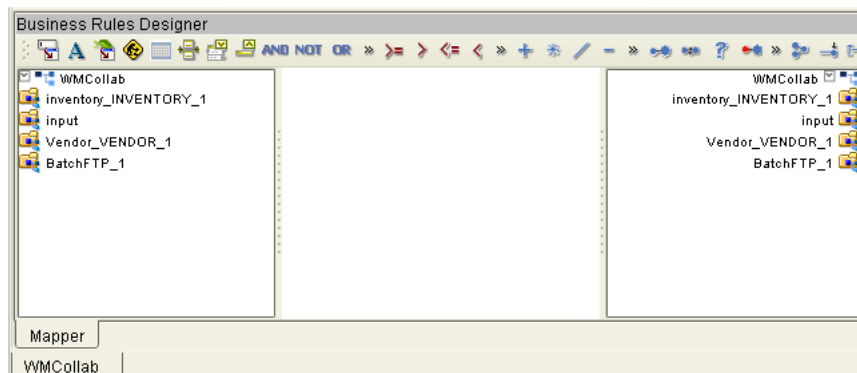 Business Rules Designer
AND NOT OR » >= > <= < » + * / - » ? »
WMCollab WMCollab
inventory_INVENTORY_1 inventory_INVENTORY_1
input input
Vendor_VENDOR_1 Vendor_VENDOR_1
BatchFTP_1 BatchFTP_1
Mapper
WMCollab